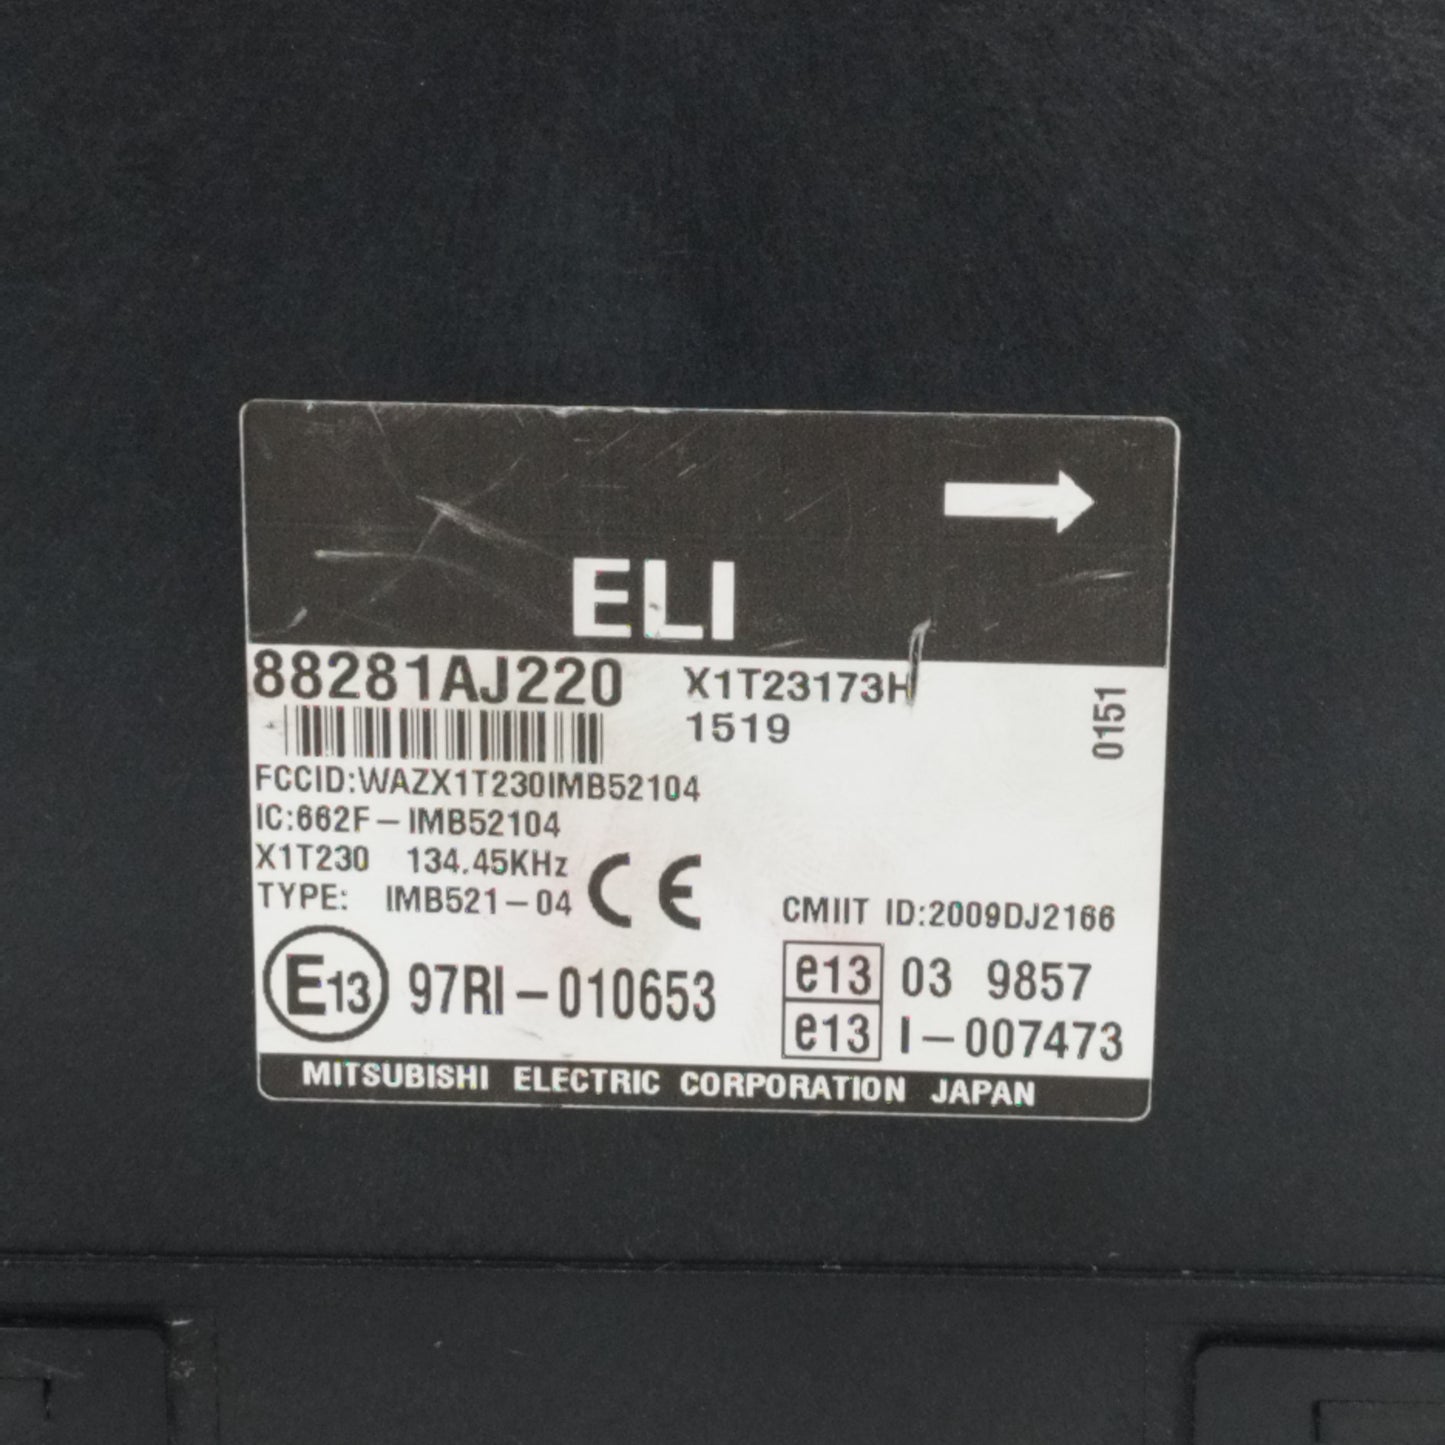 ELI
88281AJ220 X1T23173H
1519
0151
FCCID:WAZX1T230IMB52104
IC:662F-IMB52104
X1T230 134.45KHz
TYPE: IMB521-04 CE
CMIIT ID:2009DJ2166
E13 97RI-010653
e13 03 9857
e13 I-007473
MITSUBISHI ELECTRIC CORPORATION JAPAN